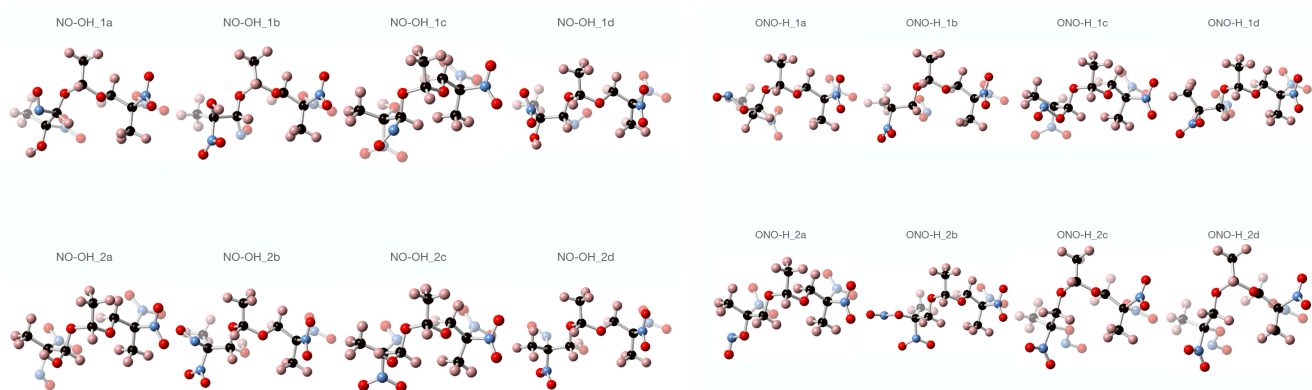 NO-OH_1a NO-OH_1b NO-OH_1c NO-OH_1d
ONO-H_1a ONO-H_1b ONO-H_1c ONO-H_1d
NO-OH_2a NO-OH_2b NO-OH_2c NO-OH_2d
ONO-H_2a ONO-H_2b ONO-H_2c ONO-H_2d